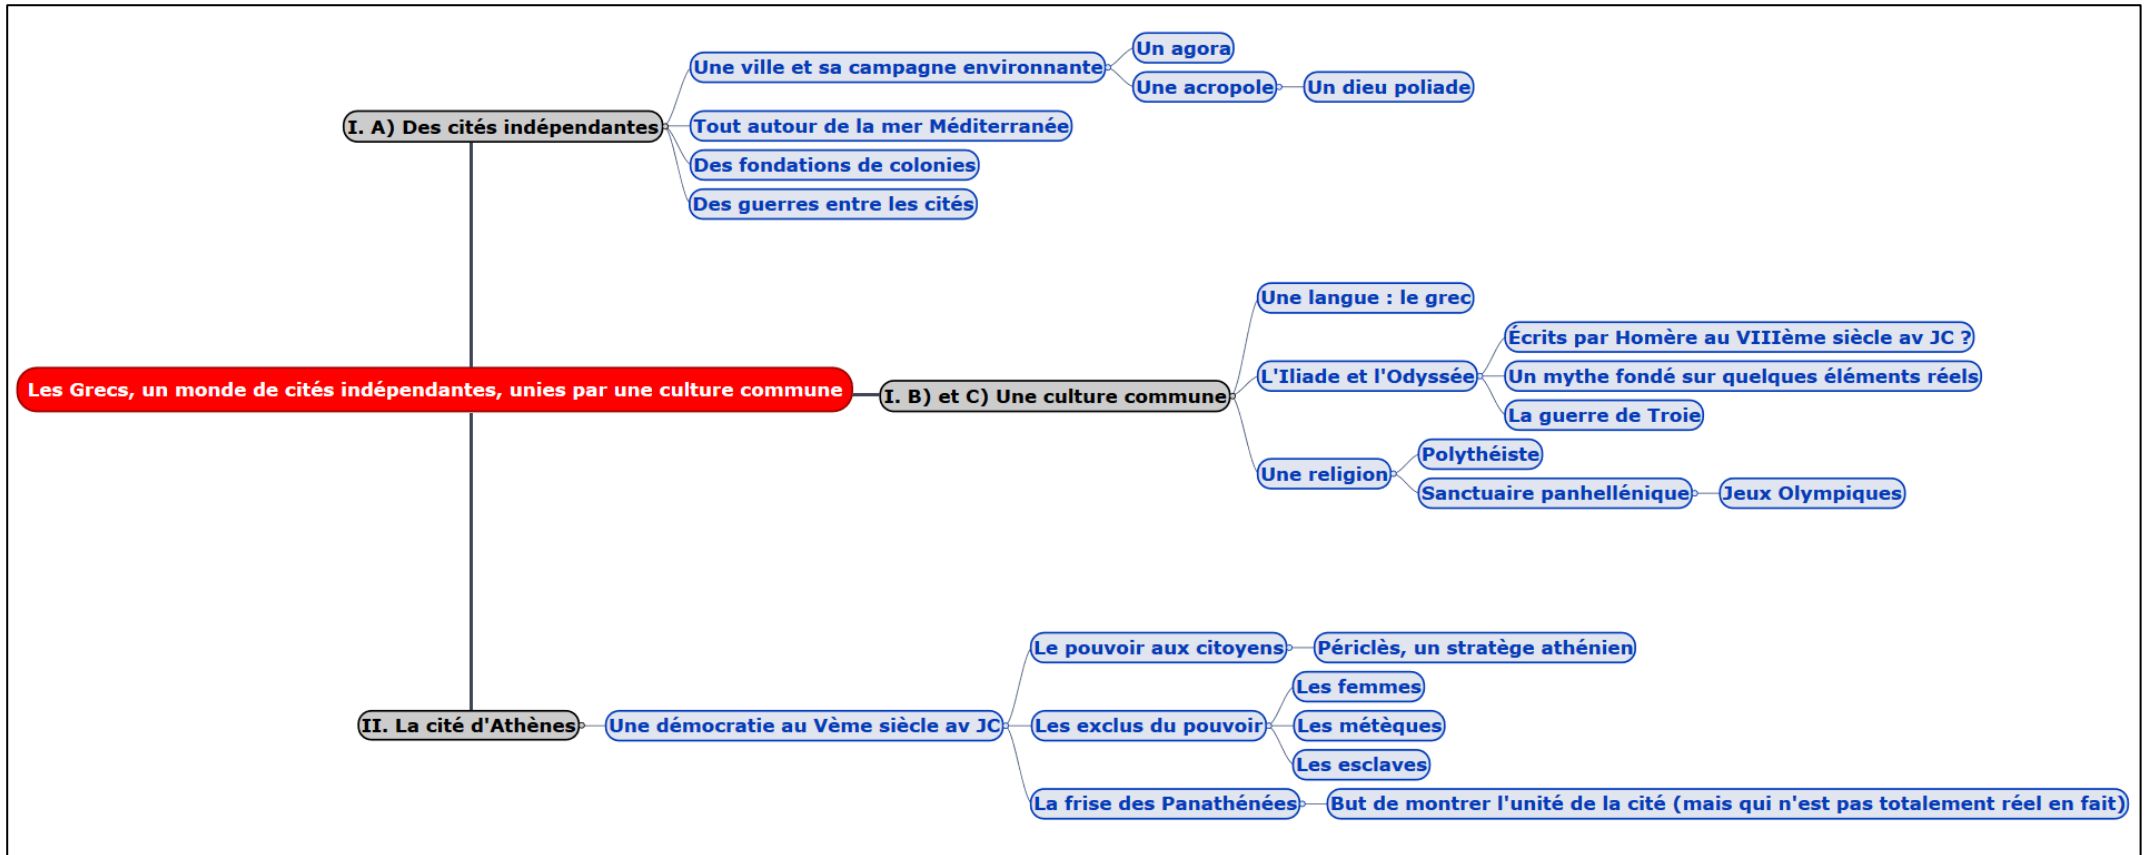 Un agora
Une ville et sa campagne environnante
Une acropole
Un dieu poliade
I. A) Des cités indépendantes
Tout autour de la mer Méditerranée
Des fondations de colonies
Des guerres entre les cités
Les Grecs, un monde de cités indépendantes, unies par une culture commune
I. B) et C) Une culture commune
Une langue : le grec
L'Iliade et l'Odyssée
Écrits par Homère au VIIIème siècle av JC ?
Un mythe fondé sur quelques éléments réels
La guerre de Troie
Une religion
Polythéiste
Sanctuaire panhellénique
Jeux Olympiques
II. La cité d'Athènes
Une démocratie au Vème siècle av JC
Le pouvoir aux citoyens
Périclès, un stratège athénien
Les exclus du pouvoir
Les femmes
Les métèques
Les esclaves
La frise des Panathénées
But de montrer l'unité de la cité (mais qui n'est pas totalement réel en fait)